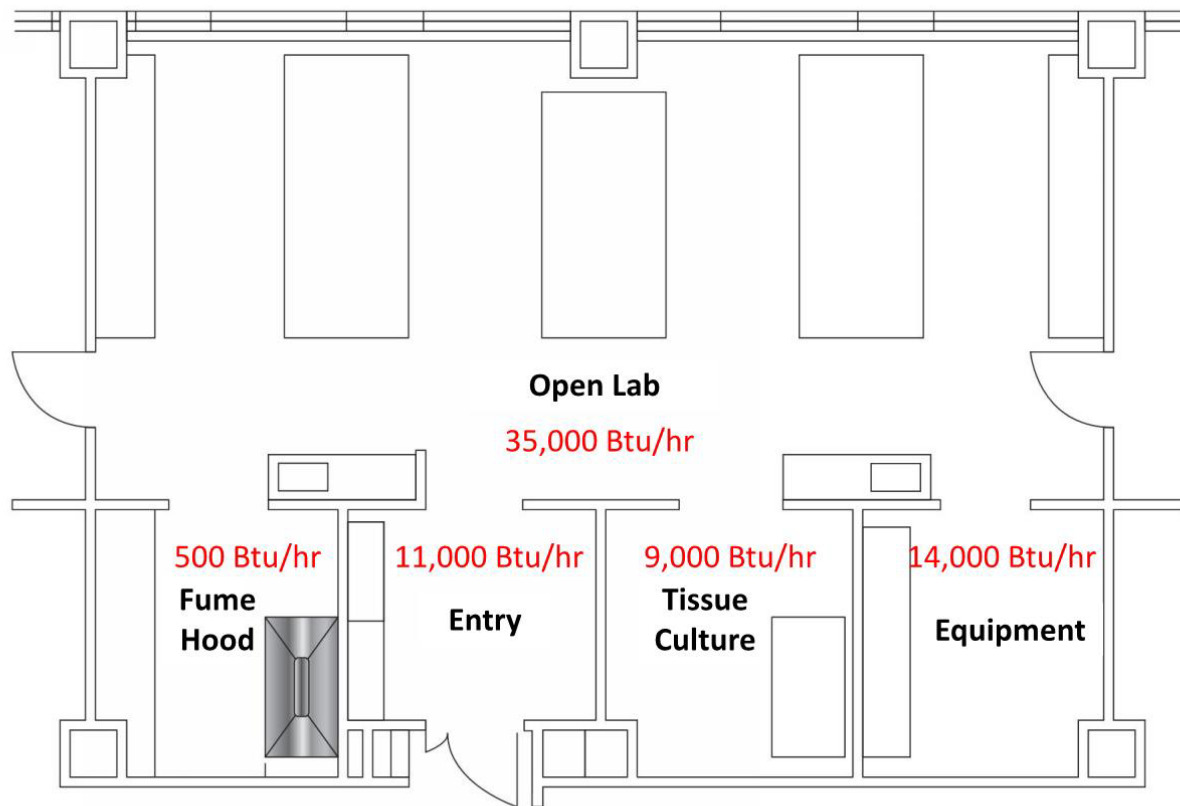 Open Lab
35,000 Btu/hr
500 Btu/hr
Fume
Hood
11,000 Btu/hr
Entry
9,000 Btu/hr
Tissue
Culture
14,000 Btu/hr
Equipment